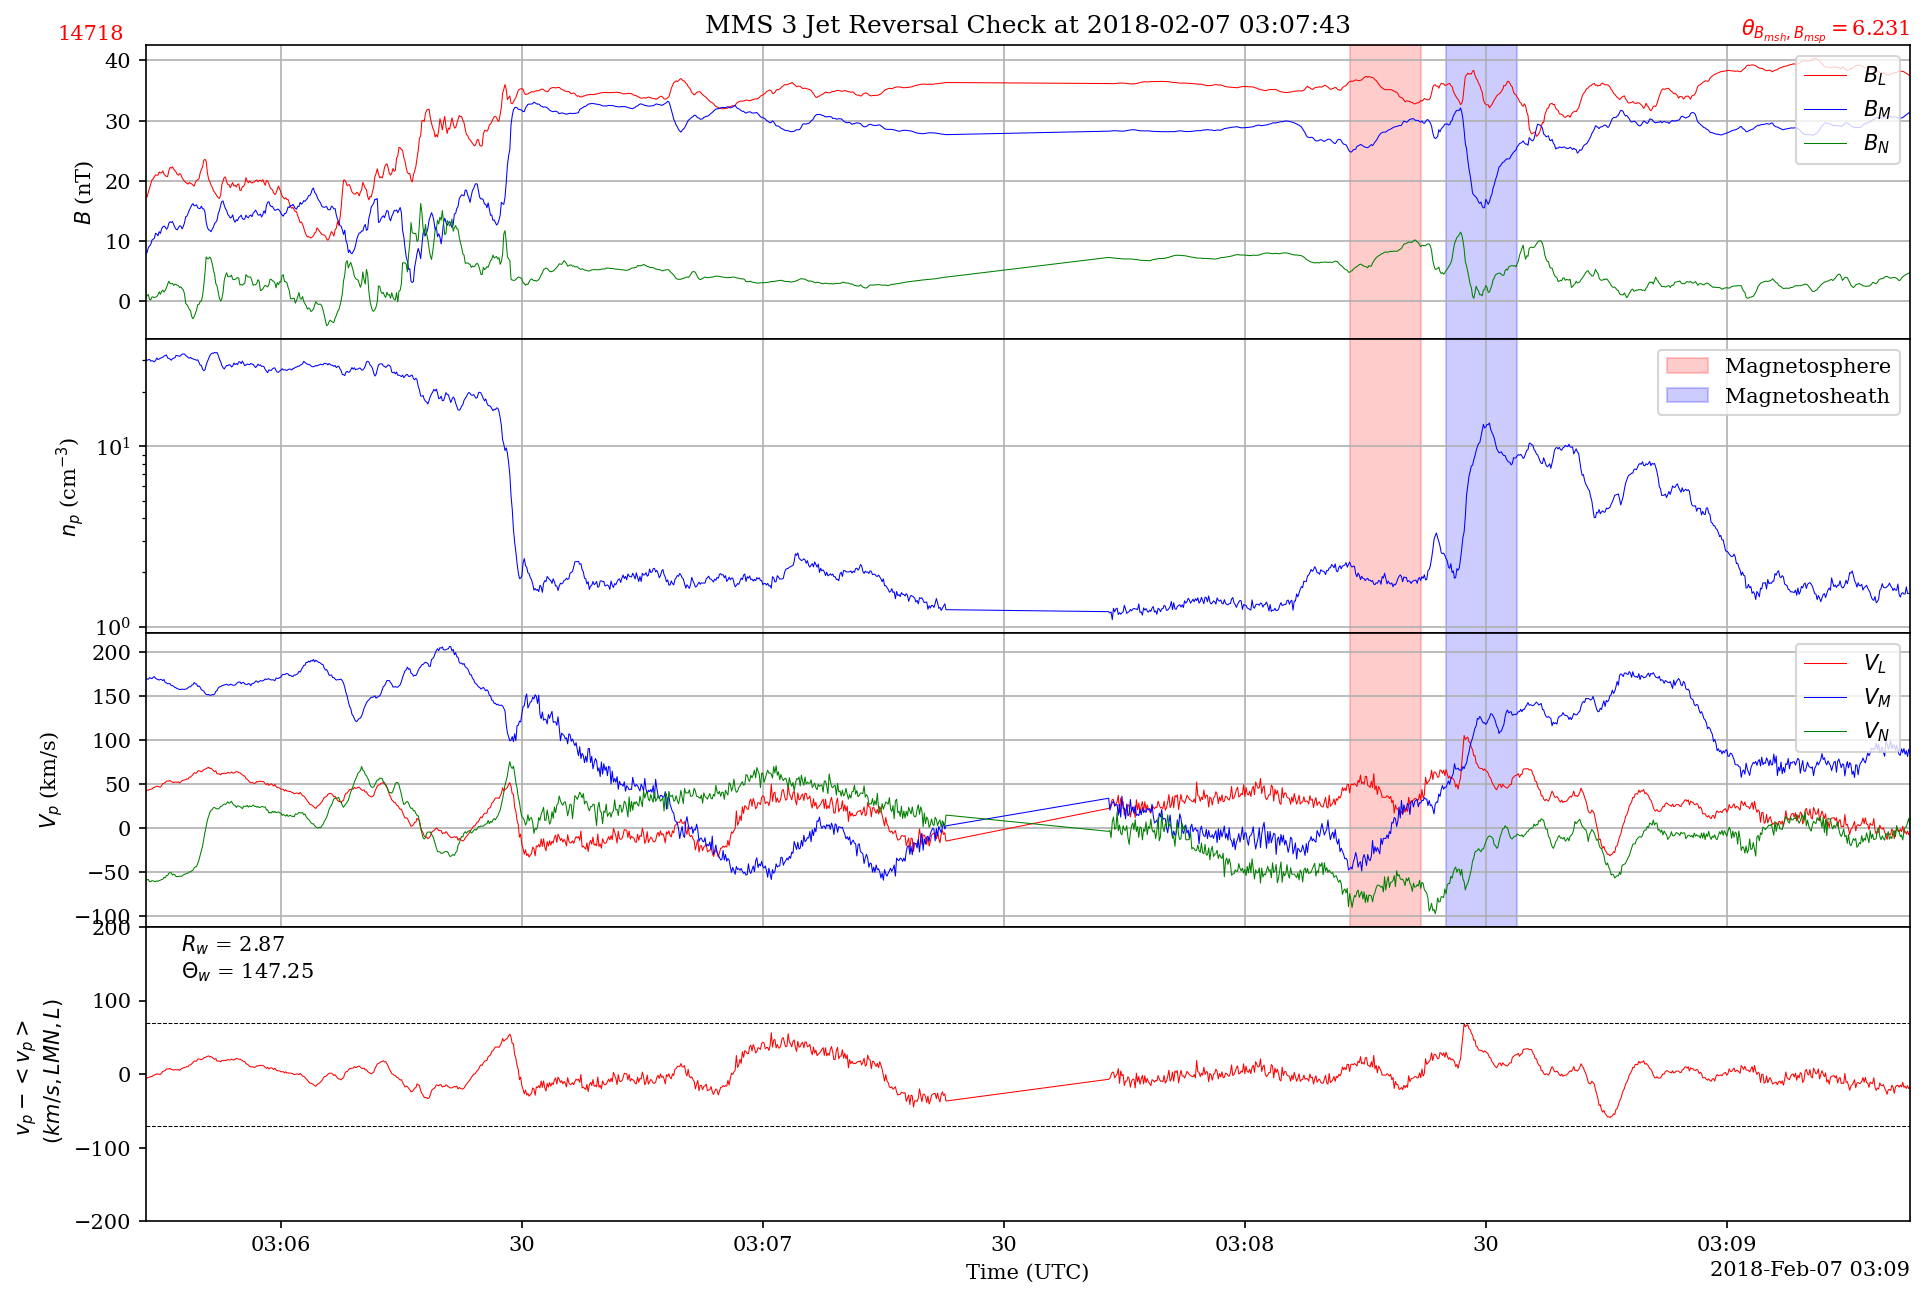 MMS 3 Jet Reversal Check at 2018-02-07 03:07:43
14718
θ_{B_{msh}, B_{msp}} = 6.231
40
30
20
10
0
B (nT)
B_L
B_M
B_N
10^1
10^0
n_p (cm^{−3})
Magnetosphere
Magnetosheath
200
150
100
50
0
−50
−100
V_p (km/s)
V_L
V_M
V_N
200
100
0
−100
−200
v_p − < v_p >
(km/s, LMN, L)
R_w = 2.87
Θ_w = 147.25
03:06
30
03:07
30
03:08
30
03:09
Time (UTC)
2018-Feb-07 03:09